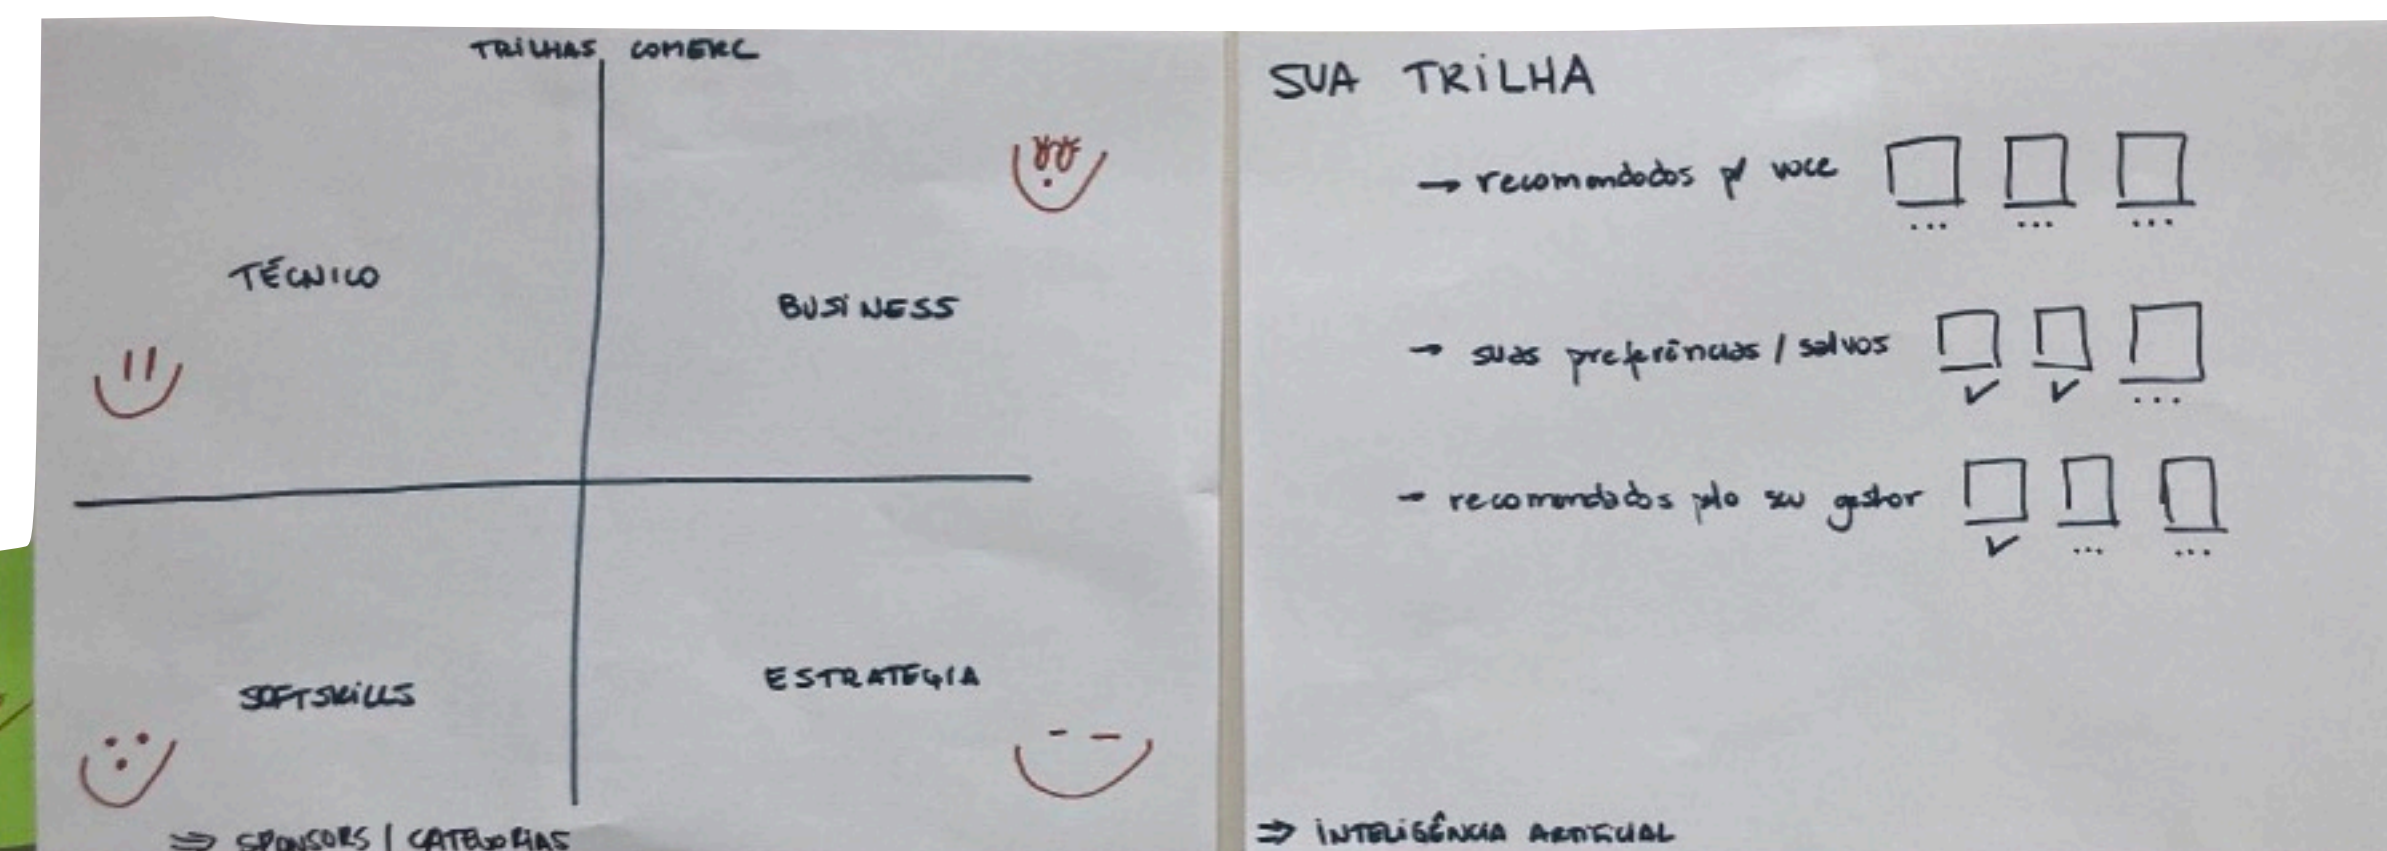 TRILHAS COMERC
TÉCNICO
BUSINESS
SOFTSKILLS
ESTRATEGIA
⇒ SPONSORS / CATEGORIAS
SUA TRILHA
→ recomendados p/ voce
...
...
...
→ suas preferências / salvos
✓
✓
...
→ recomendados pelo seu gestor
✓
...
...
⇒ INTELIGÊNCIA ARTIFICIAL